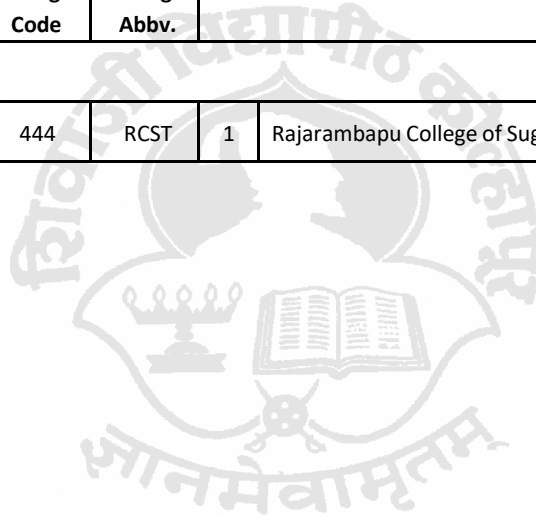 Code Abbv.
शिवाजी विद्यापीठ कोल्हापूर
444 RCST 1 Rajarambapu College of Sug
ज्ञानमेवामृतम्